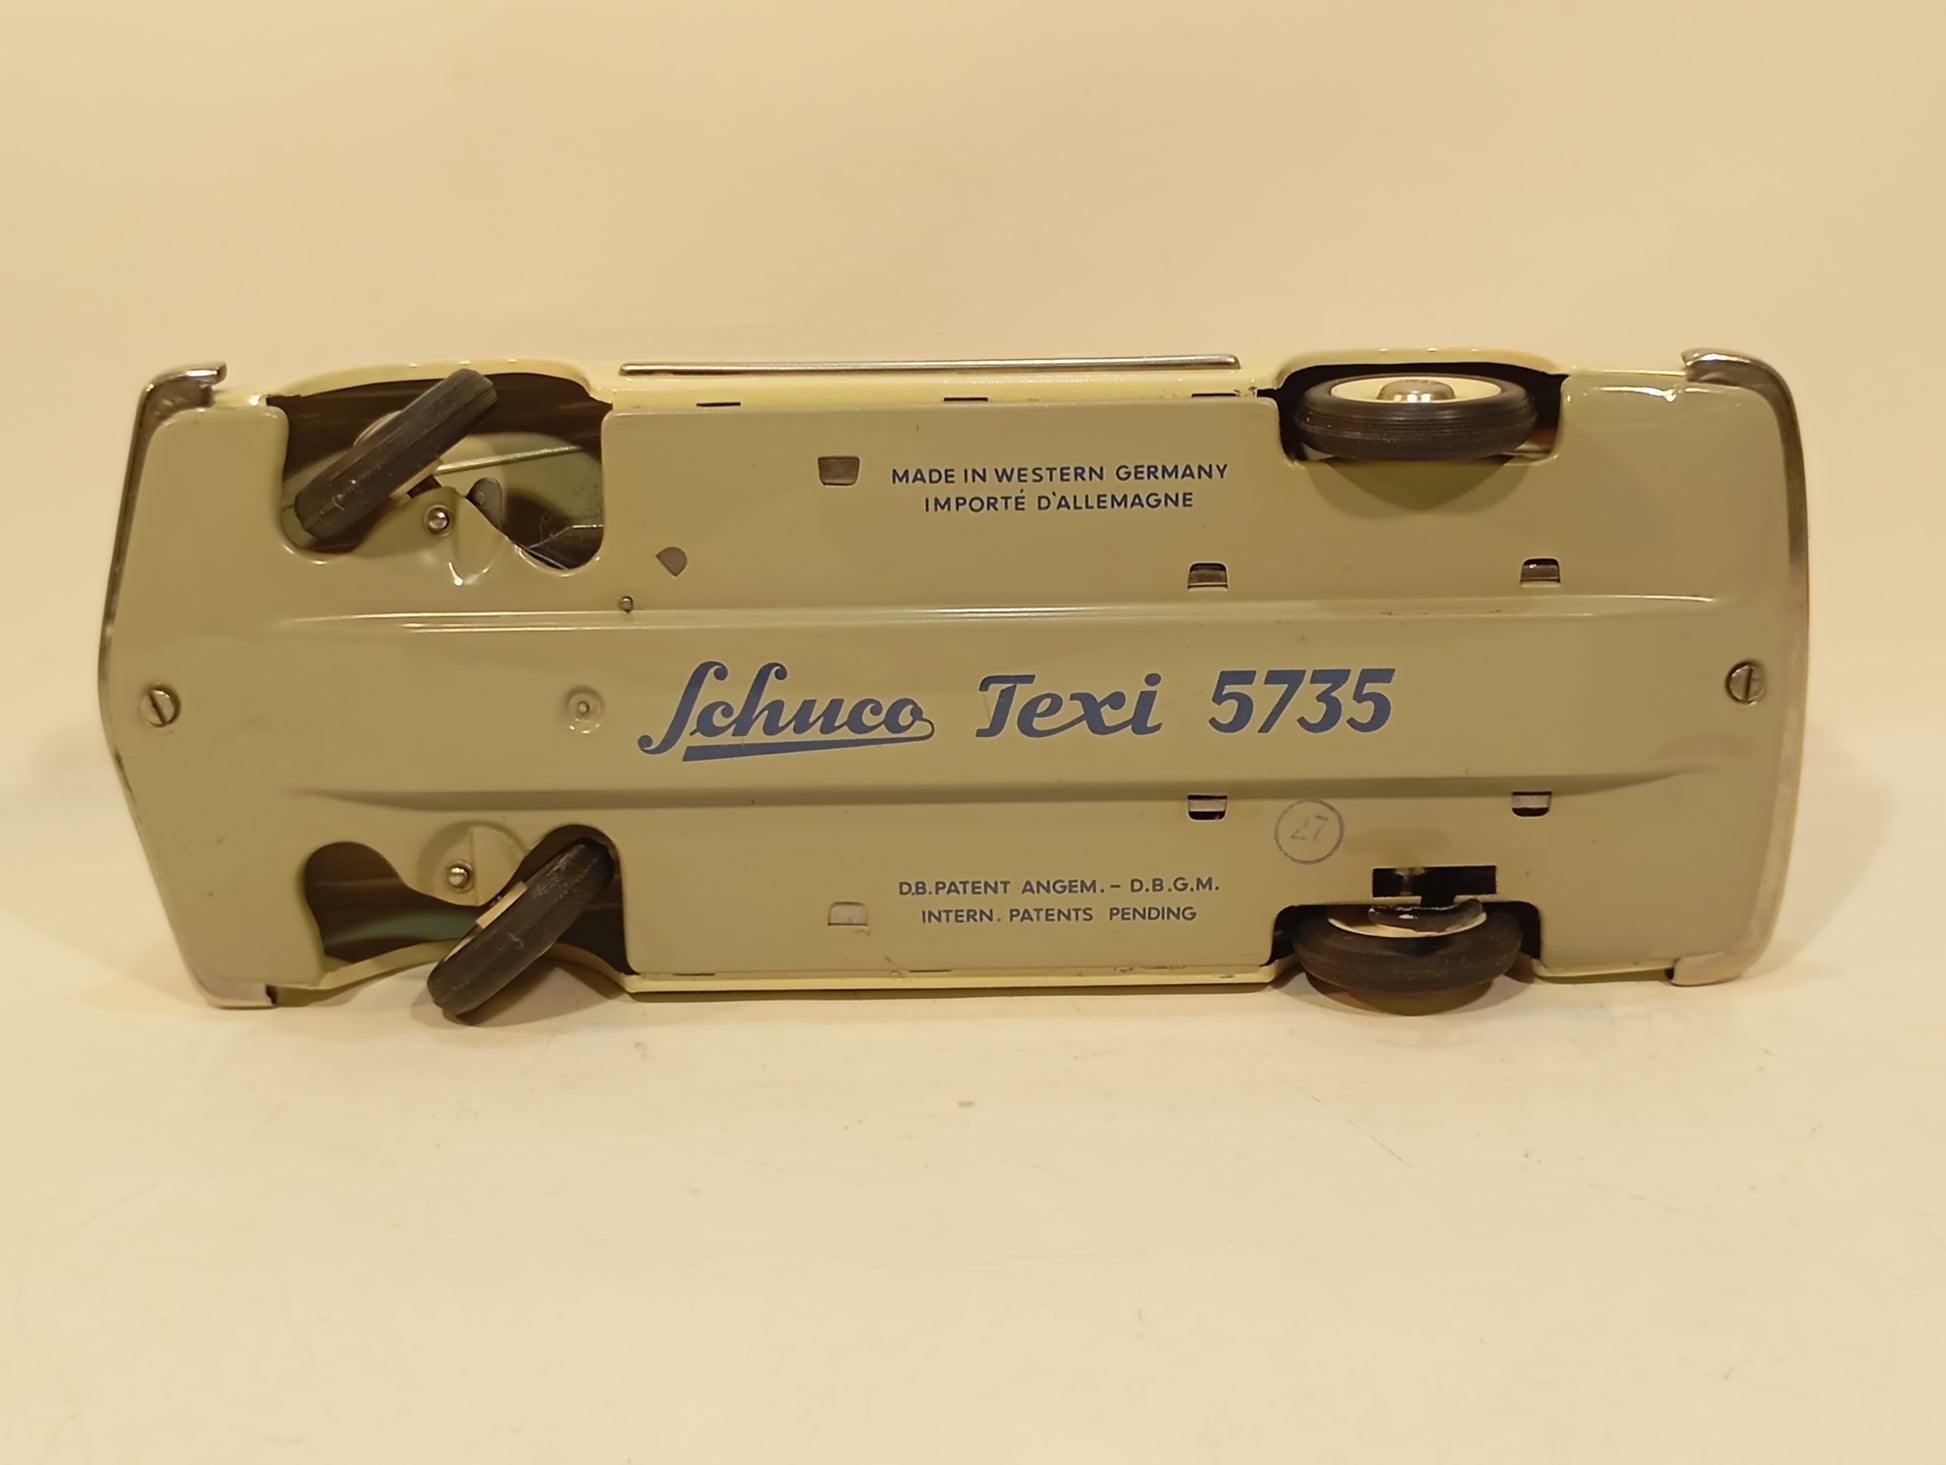 MADE IN WESTERN GERMANY
IMPORTÉ D'ALLEMAGNE
Schuco Texi 5735
27
D.B.PATENT ANGEM. – D.B.G.M.
INTERN. PATENTS PENDING